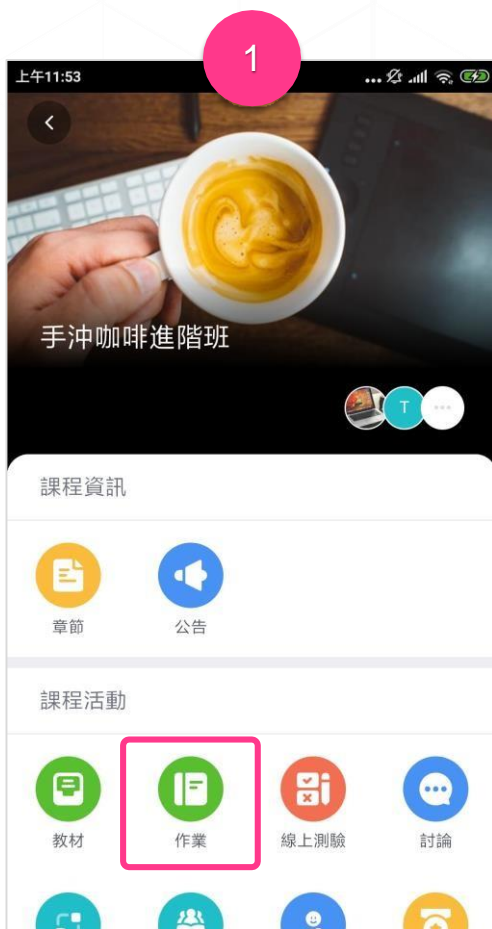 1
上午11:53
手沖咖啡進階班
T
課程資訊
章節
公告
課程活動
教材
作業
線上測驗
討論